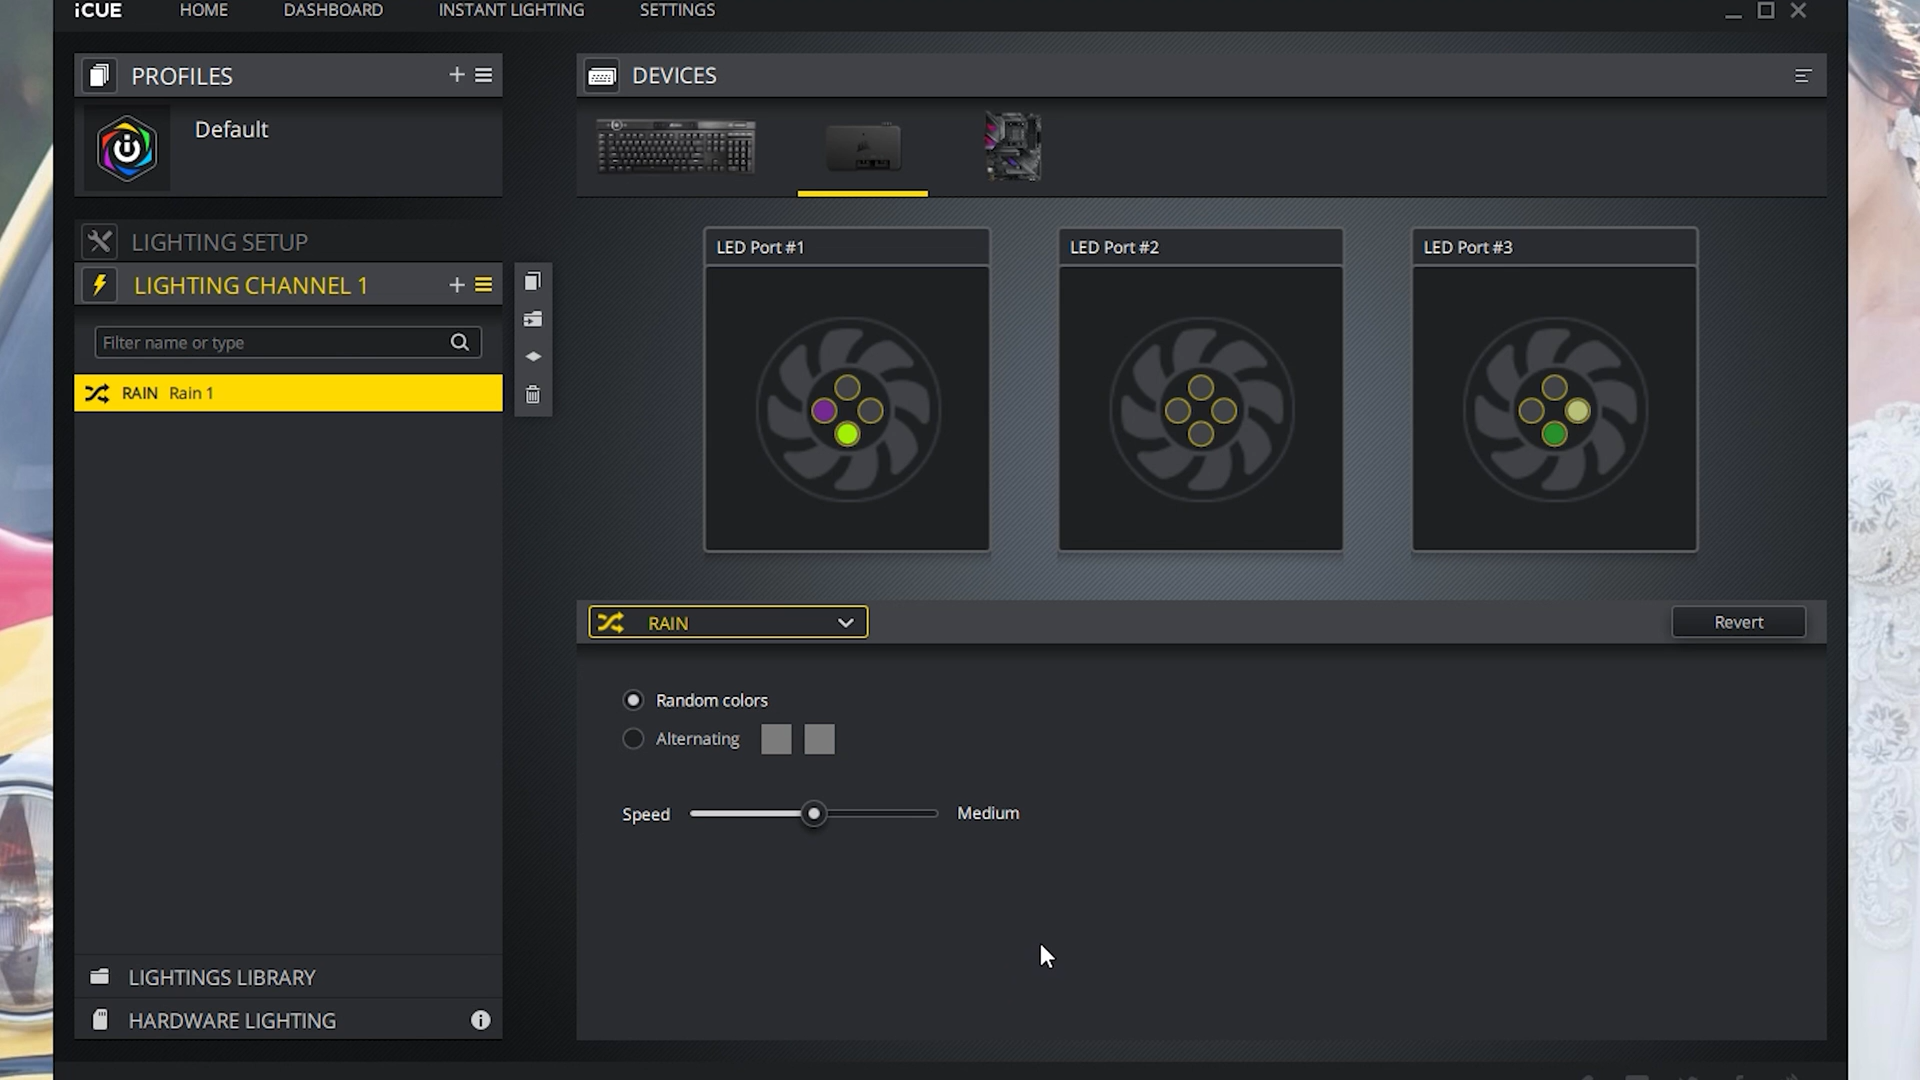 iCUE HOME DASHBOARD INSTANT LIGHTING SETTINGS
PROFILES
Default
DEVICES
LIGHTING SETUP
LIGHTING CHANNEL 1
Filter name or type
RAIN Rain 1
LED Port #1
LED Port #2
LED Port #3
RAIN
Revert
Random colors
Alternating
Speed Medium
LIGHTINGS LIBRARY
HARDWARE LIGHTING